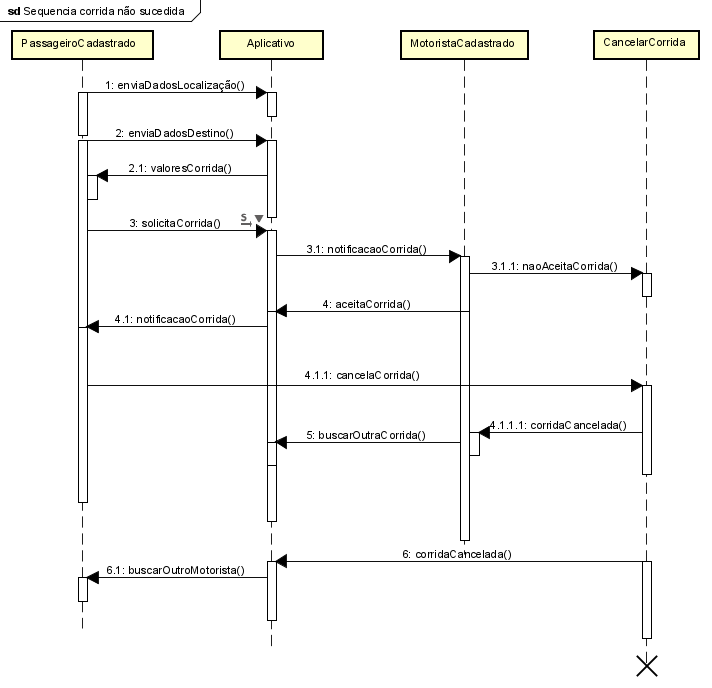 sd Sequencia corrida não sucedida
PassageiroCadastrado
Aplicativo
MotoristaCadastrado
CancelarCorrida
1: enviaDadosLocalização()
2: enviaDadosDestino()
2.1: valoresCorrida()
3: solicitaCorrida()
S
3.1: notificacaoCorrida()
3.1.1: naoAceitaCorrida()
4: aceitaCorrida()
4.1: notificacaoCorrida()
4.1.1: cancelaCorrida()
4.1.1.1: corridaCancelada()
5: buscarOutraCorrida()
6: corridaCancelada()
6.1: buscarOutroMotorista()